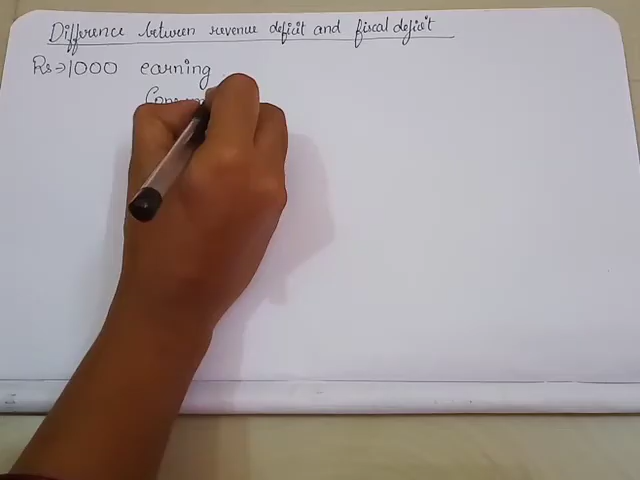 Difference between revenue deficit and fiscal deficit
Rs→1000 earning